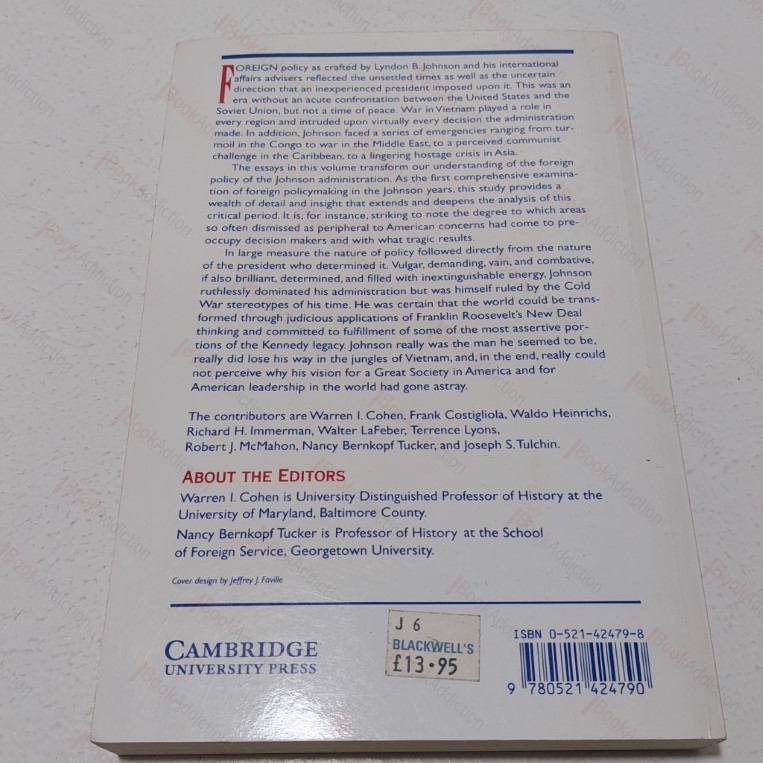 FOREIGN policy as crafted by Lyndon B. Johnson and his international
affairs advisers reflected the unsettled times as well as the uncertain
direction that an inexperienced president imposed upon it. This was an
era without an acute confrontation between the United States and the
Soviet Union, but not a time of peace. War in Vietnam played a role in
every region and intruded upon virtually every decision the administration
made. In addition, Johnson faced a series of emergencies ranging from tur-
moil in the Congo to war in the Middle East, to a perceived communist
challenge in the Caribbean, to a lingering hostage crisis in Asia.
The essays in this volume transform our understanding of the foreign
policy of the Johnson administration. As the first comprehensive examina-
tion of foreign policymaking in the Johnson years, this study provides a
wealth of detail and insight that extends and deepens the analysis of this
critical period. It is, for instance, striking to note the degree to which areas
so often dismissed as peripheral to American concerns had come to pre-
occupy decision makers and with what tragic results.
In large measure the nature of policy followed directly from the nature
of the president who determined it. Vulgar, demanding, vain, and combative,
if also brilliant, determined, and filled with inextinguishable energy, Johnson
ruthlessly dominated his administration but was himself ruled by the Cold
War stereotypes of his time. He was certain that the world could be trans-
formed through judicious applications of Franklin Roosevelt's New Deal
thinking and committed to fulfillment of some of the most assertive por-
tions of the Kennedy legacy. Johnson really was the man he seemed to be,
really did lose his way in the jungles of Vietnam, and, in the end, really could
not perceive why his vision for a Great Society in America and for
American leadership in the world had gone astray.
The contributors are Warren I. Cohen, Frank Costigliola, Waldo Heinrichs,
Richard H. Immerman, Walter LaFeber, Terrence Lyons,
Robert J. McMahon, Nancy Bernkopf Tucker, and Joseph S. Tulchin.
ABOUT THE EDITORS
Warren I. Cohen is University Distinguished Professor of History at the
University of Maryland, Baltimore County.
Nancy Bernkopf Tucker is Professor of History at the School
of Foreign Service, Georgetown University.
Cover design by Jeffrey J. Faville
CAMBRIDGE
UNIVERSITY PRESS
J 6
BLACKWELL'S
£13·95
ISBN 0-521-42479-8
9 780521 424790
BookAddiction